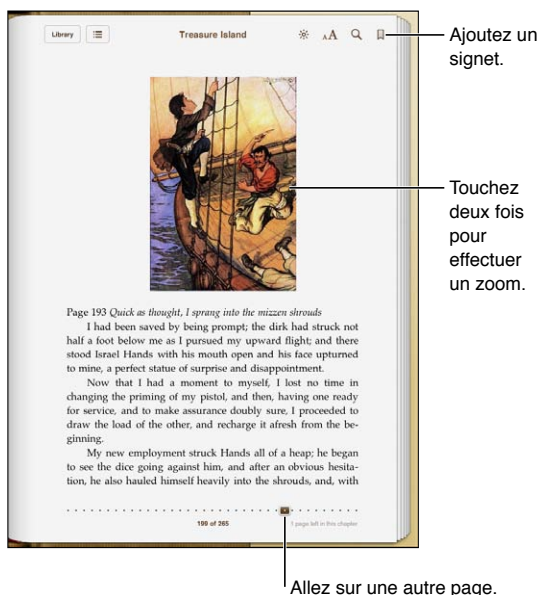 Library
Treasure Island
AA
Ajoutez un
signet.
Touchez
deux fois
pour
effectuer
un zoom.
Page 193 Quick as thought, I sprang into the mizzen shrouds
I had been saved by being prompt; the dirk had struck not
half a foot below me as I pursued my upward flight; and there
stood Israel Hands with his mouth open and his face upturned
to mine, a perfect statue of surprise and disappointment.
Now that I had a moment to myself, I lost no time in
changing the priming of my pistol, and then, having one ready
for service, and to make assurance doubly sure, I proceeded to
draw the load of the other, and recharge it afresh from the be-
ginning.
My new employment struck Hands all of a heap; he began
to see the dice going against him, and after an obvious hesita-
tion, he also hauled himself heavily into the shrouds, and, with
199 of 265
1 page left in this chapter
Allez sur une autre page.